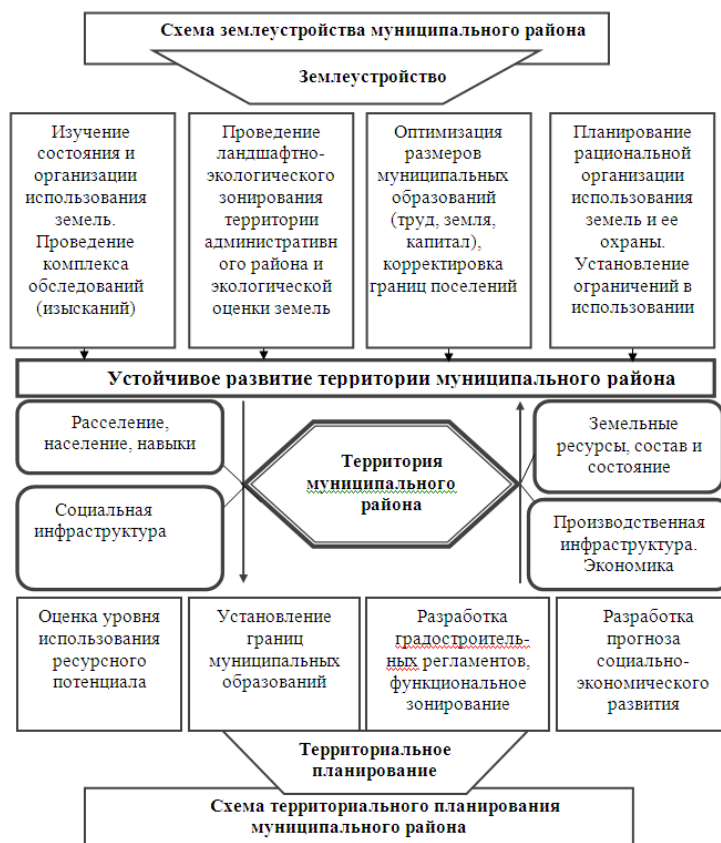 Схема землеустройства муниципального района
Землеустройство
Изучение
состояния и
организации
использования
земель.
Проведение
комплекса
обследований
(изысканий)
Проведение
ландшафтно-
экологического
зонирования
территории
административн
ого района и
экологической
оценки земель
Оптимизация
размеров
муниципальных
образований
(труд, земля,
капитал),
корректировка
границ поселений
Планирование
рациональной
организации
использования
земель и ее
охраны.
Установление
ограничений в
использовании
Устойчивое развитие территории муниципального района
Расселение,
население, навыки
Социальная
инфраструктура
Территория
муниципального
района
Земельные
ресурсы, состав и
состояние
Производственная
инфраструктура.
Экономика
Оценка уровня
использования
ресурсного
потенциала
Установление
границ
муниципальных
образований
Разработка
градостроитель-
ных регламентов,
функциональное
зонирование
Разработка
прогноза
социально-
экономического
развития
Территориальное
планирование
Схема территориального планирования
муниципального района